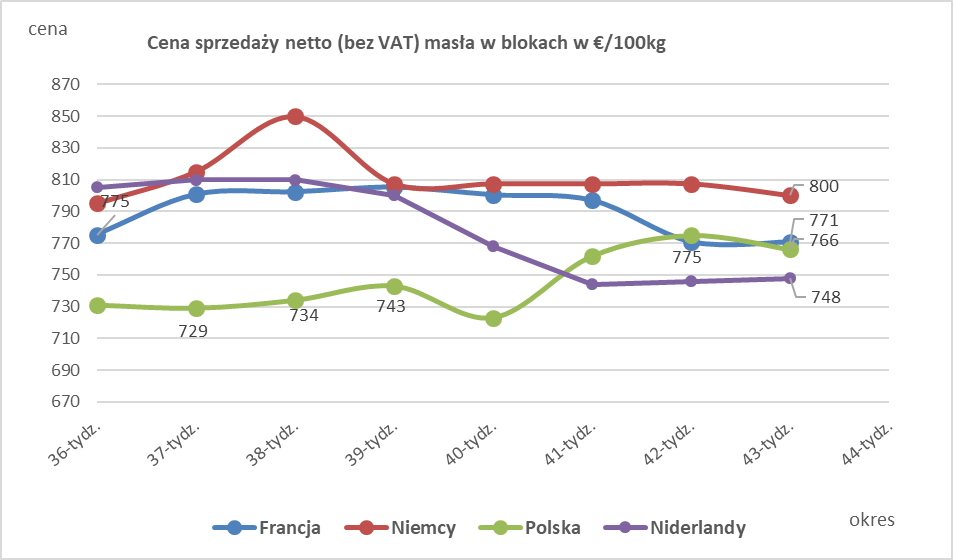 cena
Cena sprzedaży netto (bez VAT) masła w blokach w €/100kg
870
850
830
810
790
770
750
730
710
690
670
775
729
734
743
775
800
771
766
748
36-tydz.
37-tydz.
38-tydz.
39-tydz.
40-tydz.
41-tydz.
42-tydz.
43-tydz.
44-tydz.
okres
Francja
Niemcy
Polska
Niderlandy